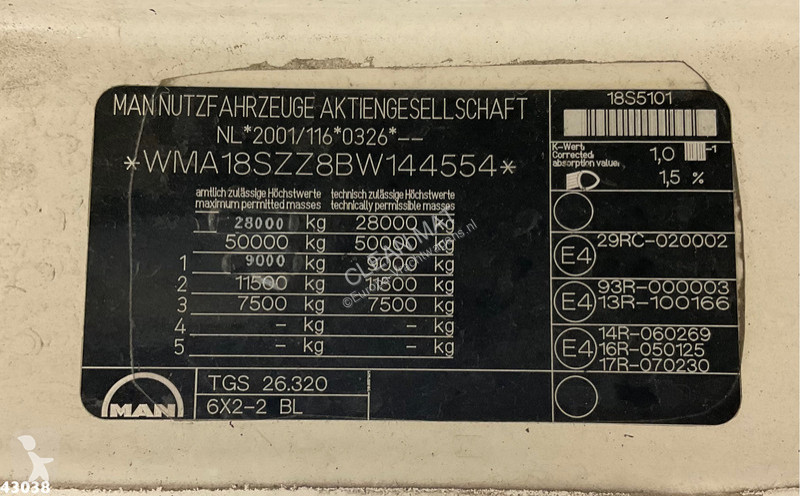 MAN NUTZFAHRZEUGE AKTIENGESELLSCHAFT
NL*2001/116*0326*--
*WMA18SZZ8BW144554*
amtlich zulässige Höchstwerte technisch zulässige Höchstwerte
maximum permitted masses technically permissible masses
28000 kg 28000 kg
50000 kg 50000 kg
1 9000 kg 9000 kg
2 11500 kg 11500 kg
3 7500 kg 7500 kg
4 - kg - kg
5 - kg - kg
MAN
TGS 26.320
6X2-2 BL
18S5101
K-Wert:
Corrected absorption value: 1,0 -1
1,5 %
E4 29RC-020002
E4 93R-000003
13R-100166
E4 14R-060269
16R-050125
17R-070230
CLEANMAT
43038